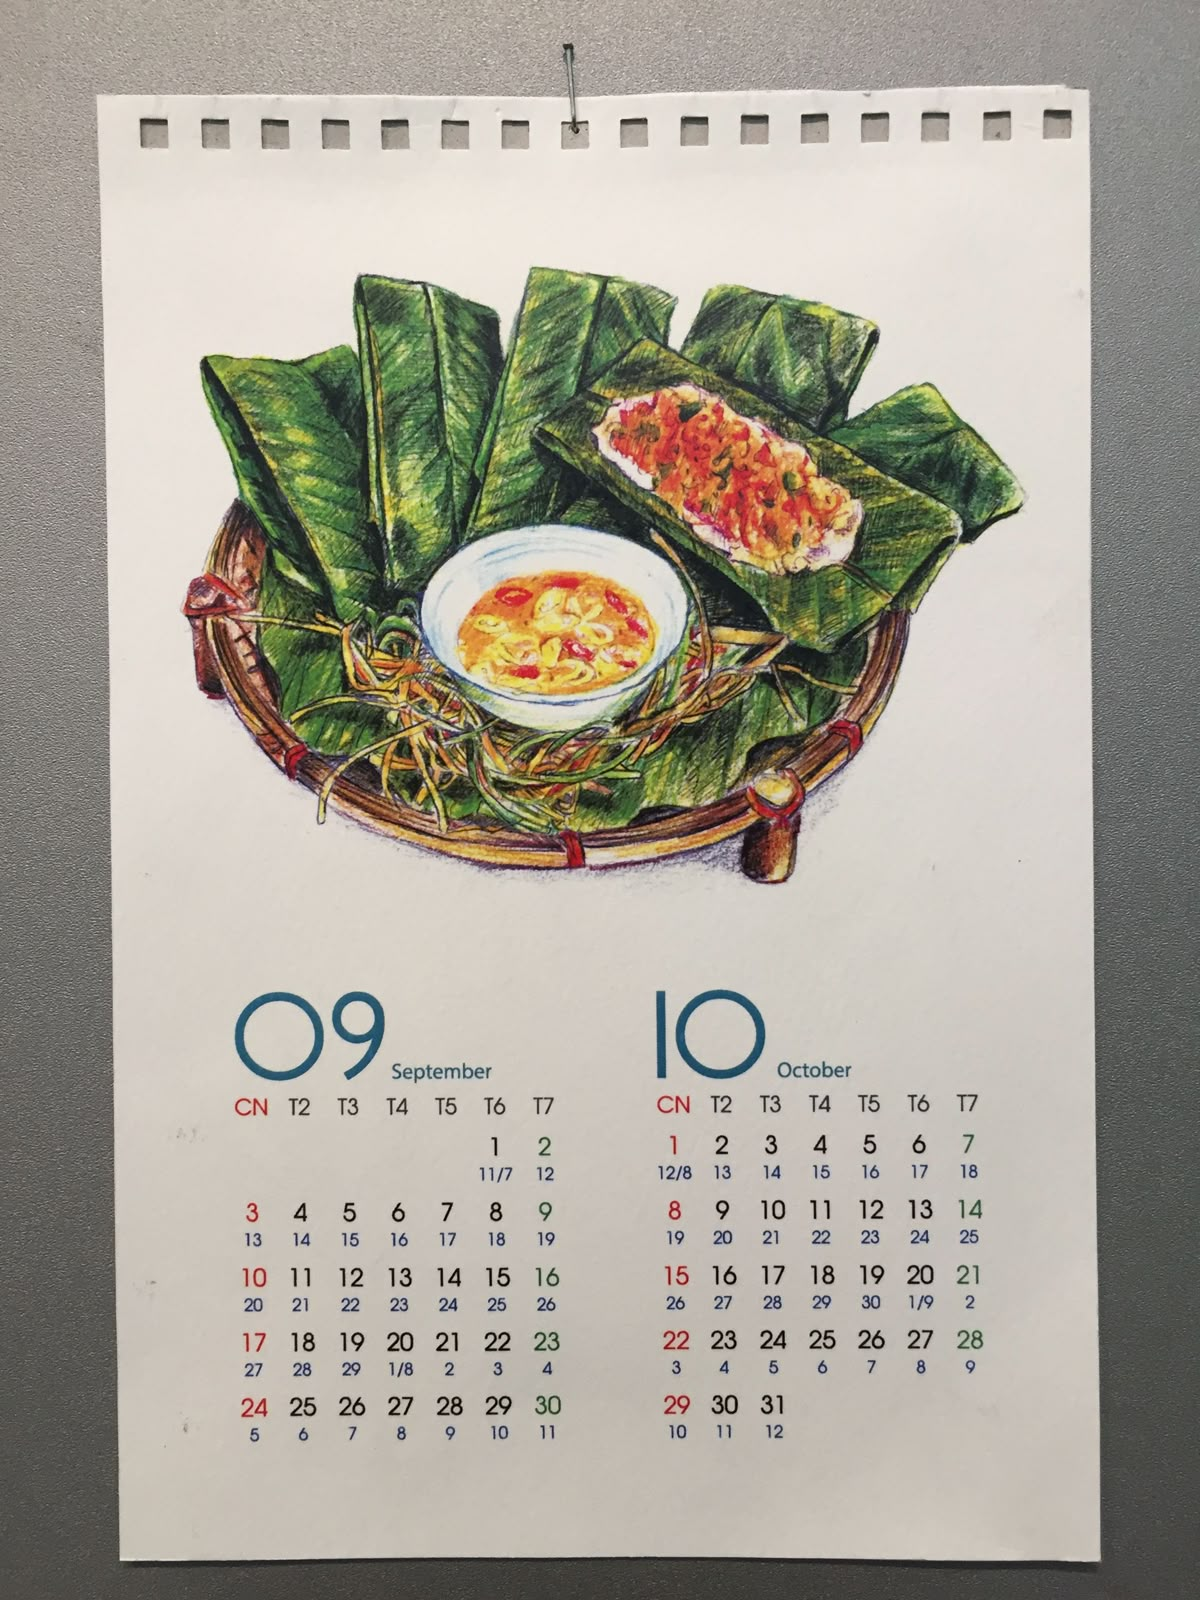 09 September
CN T2 T3 T4 T5 T6 T7
1 2
11/7 12
3 4 5 6 7 8 9
13 14 15 16 17 18 19
10 11 12 13 14 15 16
20 21 22 23 24 25 26
17 18 19 20 21 22 23
27 28 29 1/8 2 3 4
24 25 26 27 28 29 30
5 6 7 8 9 10 11
10 October
CN T2 T3 T4 T5 T6 T7
1 2 3 4 5 6 7
12/8 13 14 15 16 17 18
8 9 10 11 12 13 14
19 20 21 22 23 24 25
15 16 17 18 19 20 21
26 27 28 29 30 1/9 2
22 23 24 25 26 27 28
3 4 5 6 7 8 9
29 30 31
10 11 12